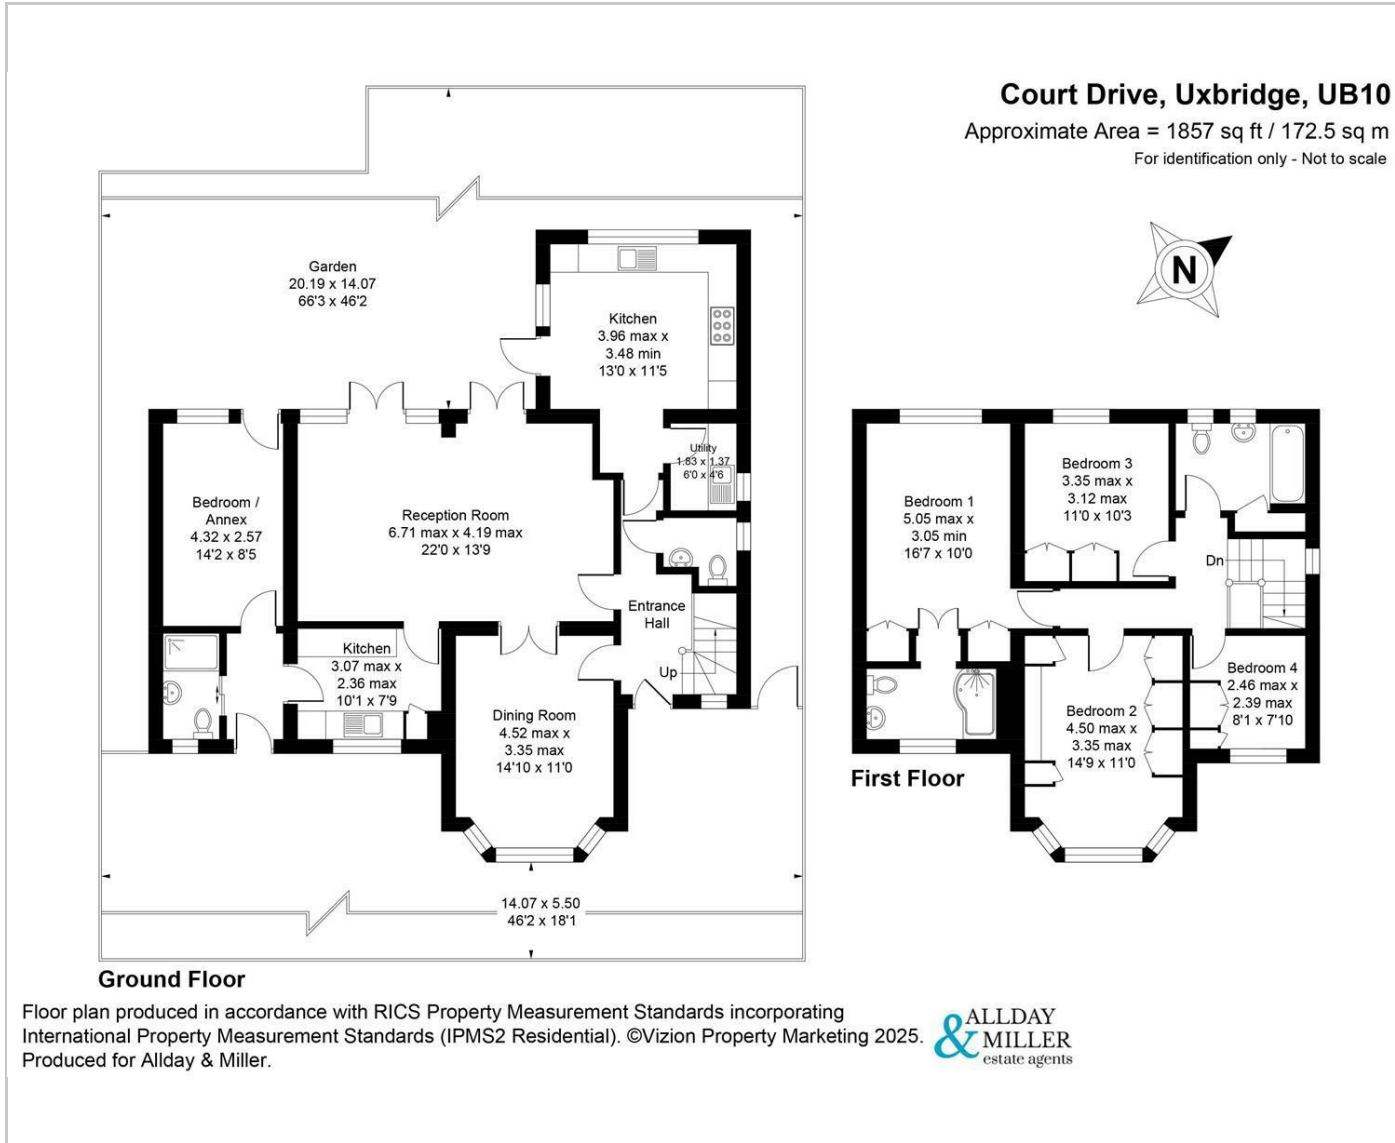 Court Drive, Uxbridge, UB10
Approximate Area = 1857 sq ft / 172.5 sq m
For identification only - Not to scale
N
Garden
20.19 x 14.07
66'3 x 46'2
Kitchen
3.96 max x
3.48 min
13'0 x 11'5
Utility
1.83 x 1.37
6'0 x 4'6
Bedroom /
Annex
4.32 x 2.57
14'2 x 8'5
Reception Room
6.71 max x 4.19 max
22'0 x 13'9
Entrance
Hall
Up
Kitchen
3.07 max x
2.36 max
10'1 x 7'9
Dining Room
4.52 max x
3.35 max
14'10 x 11'0
14.07 x 5.50
46'2 x 18'1
Ground Floor
Bedroom 1
5.05 max x
3.05 min
16'7 x 10'0
Bedroom 3
3.35 max x
3.12 max
11'0 x 10'3
Dn
Bedroom 2
4.50 max x
3.35 max
14'9 x 11'0
Bedroom 4
2.46 max x
2.39 max
8'1 x 7'10
First Floor
Floor plan produced in accordance with RICS Property Measurement Standards incorporating
International Property Measurement Standards (IPMS2 Residential). ©Vizion Property Marketing 2025.
Produced for Allday & Miller.
ALLDAY
& MILLER
estate agents